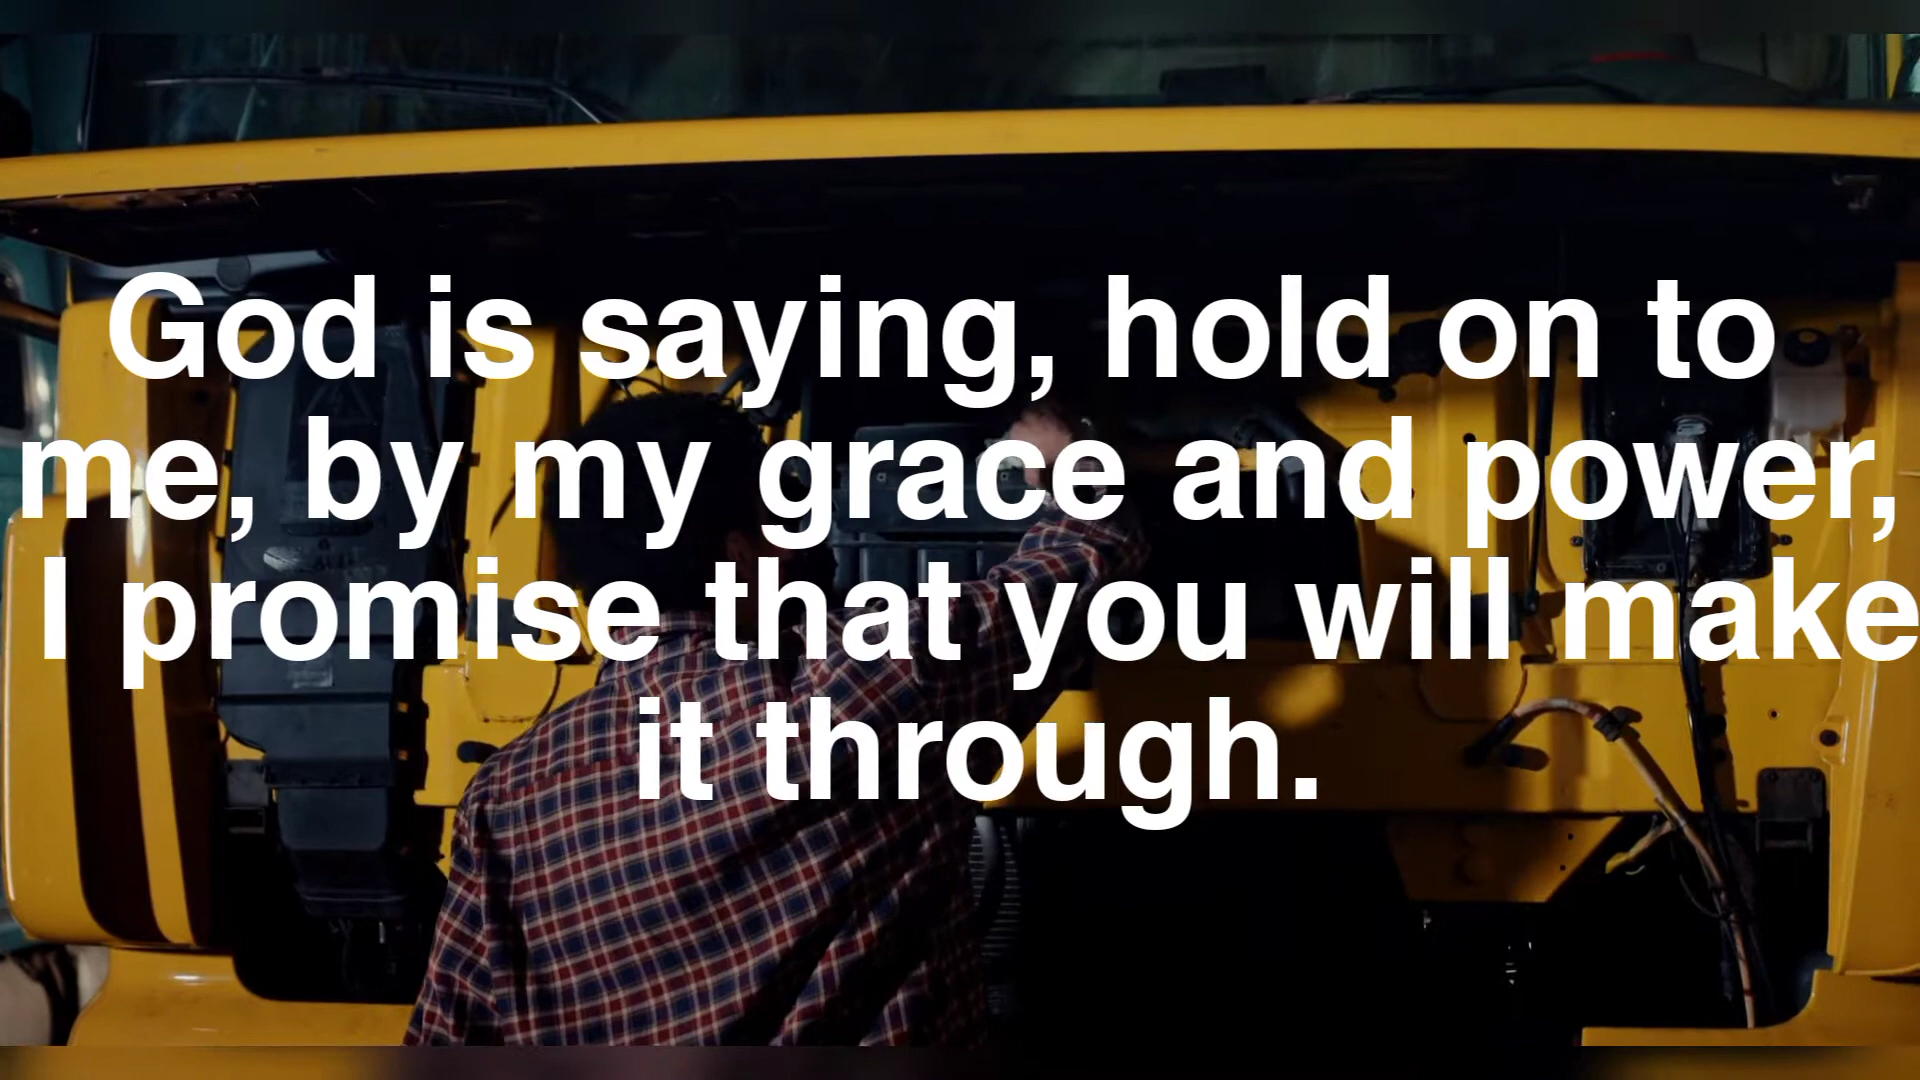 God is saying, hold on to
me, by my grace and power,
I promise that you will make
it through.